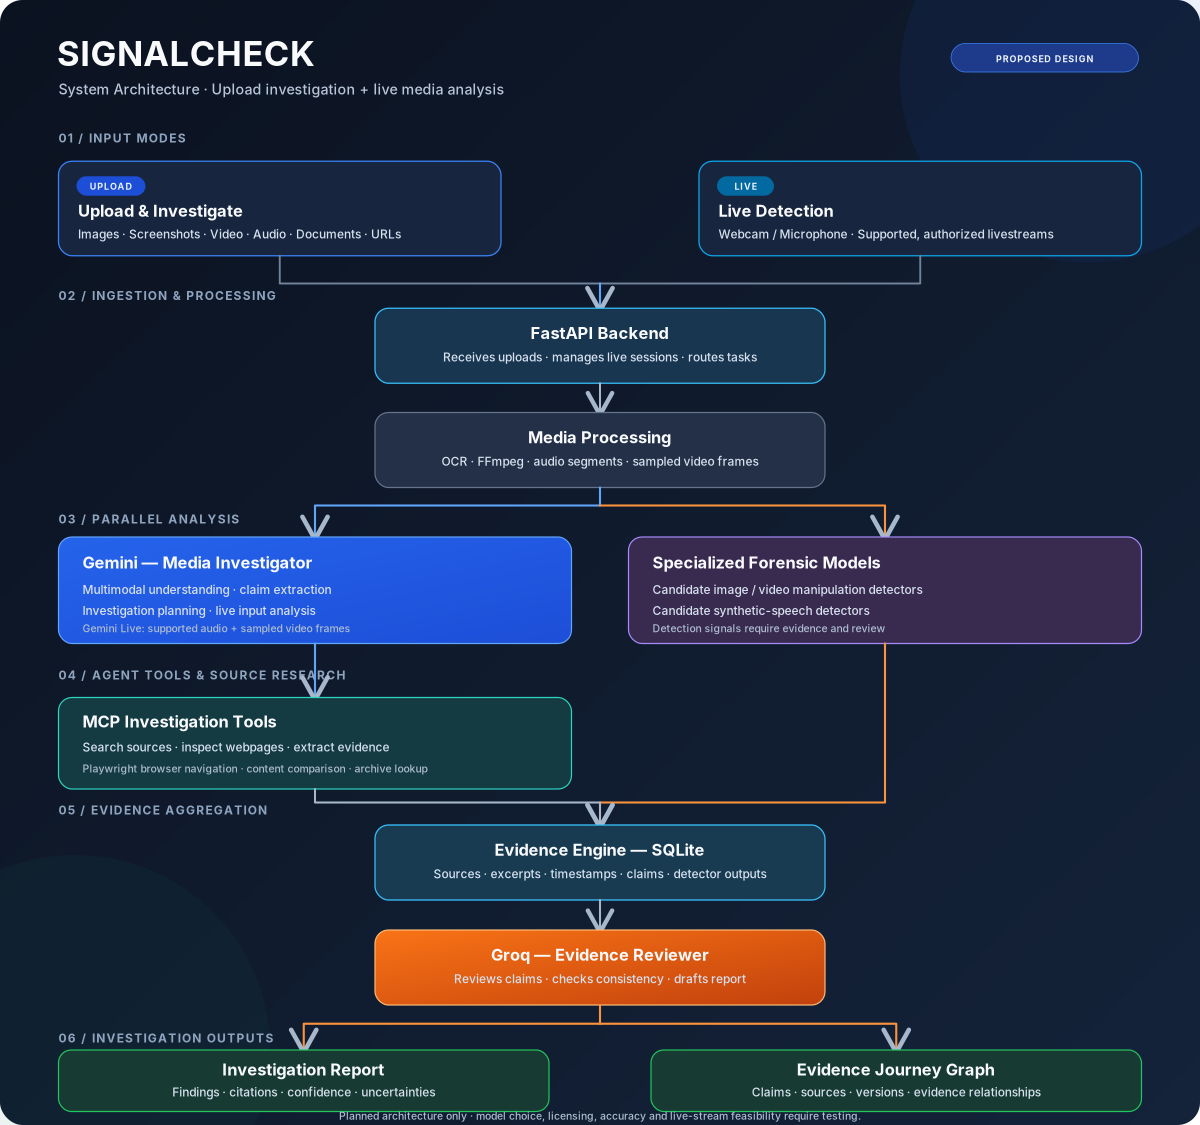 SIGNALCHECK
PROPOSED DESIGN
System Architecture · Upload investigation + live media analysis
01 / INPUT MODES
UPLOAD
Upload & Investigate
Images · Screenshots · Video · Audio · Documents · URLs
LIVE
Live Detection
Webcam / Microphone · Supported, authorized livestreams
02 / INGESTION & PROCESSING
FastAPI Backend
Receives uploads · manages live sessions · routes tasks
Media Processing
OCR · FFmpeg · audio segments · sampled video frames
03 / PARALLEL ANALYSIS
Gemini — Media Investigator
Multimodal understanding · claim extraction
Investigation planning · live input analysis
Gemini Live: supported audio + sampled video frames
Specialized Forensic Models
Candidate image / video manipulation detectors
Candidate synthetic-speech detectors
Detection signals require evidence and review
04 / AGENT TOOLS & SOURCE RESEARCH
MCP Investigation Tools
Search sources · inspect webpages · extract evidence
Playwright browser navigation · content comparison · archive lookup
05 / EVIDENCE AGGREGATION
Evidence Engine — SQLite
Sources · excerpts · timestamps · claims · detector outputs
Groq — Evidence Reviewer
Reviews claims · checks consistency · drafts report
06 / INVESTIGATION OUTPUTS
Investigation Report
Findings · citations · confidence · uncertainties
Evidence Journey Graph
Claims · sources · versions · evidence relationships
Planned architecture only · model choice, licensing, accuracy and live-stream feasibility require testing.